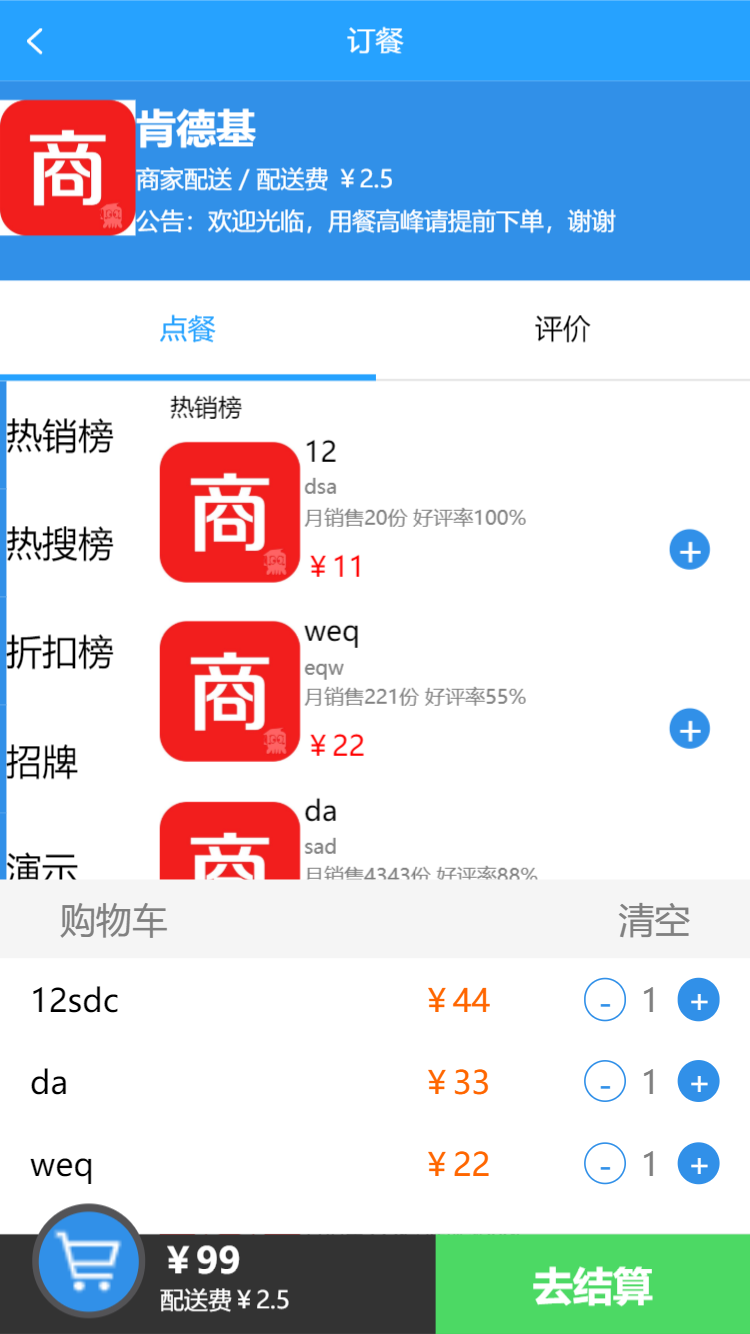 订餐
商
肯德基
商家配送 / 配送费 ¥2.5
公告：欢迎光临，用餐高峰请提前下单，谢谢
点餐 评价
热销榜
热搜榜
折扣榜
招牌
演示
热销榜
商
12
dsa
月销售20份 好评率100%
¥11
+
商
weq
eqw
月销售221份 好评率55%
¥22
+
商
da
sad
月销售4343份 好评率88%
购物车 清空
12sdc ¥44 - 1 +
da ¥33 - 1 +
weq ¥22 - 1 +
¥99
配送费¥2.5
去结算